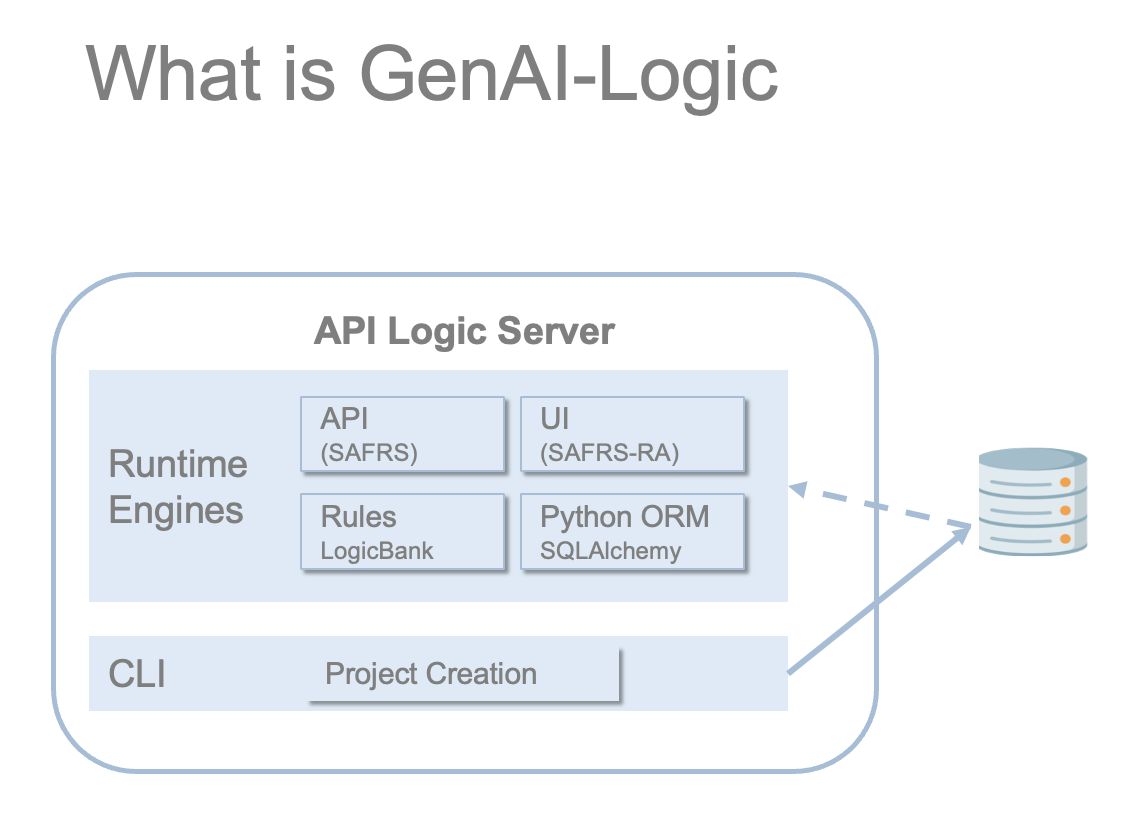 What is GenAI-Logic
API Logic Server
Runtime
Engines
API
(SAFRS)
UI
(SAFRS-RA)
Rules
LogicBank
Python ORM
SQLAlchemy
CLI
Project Creation